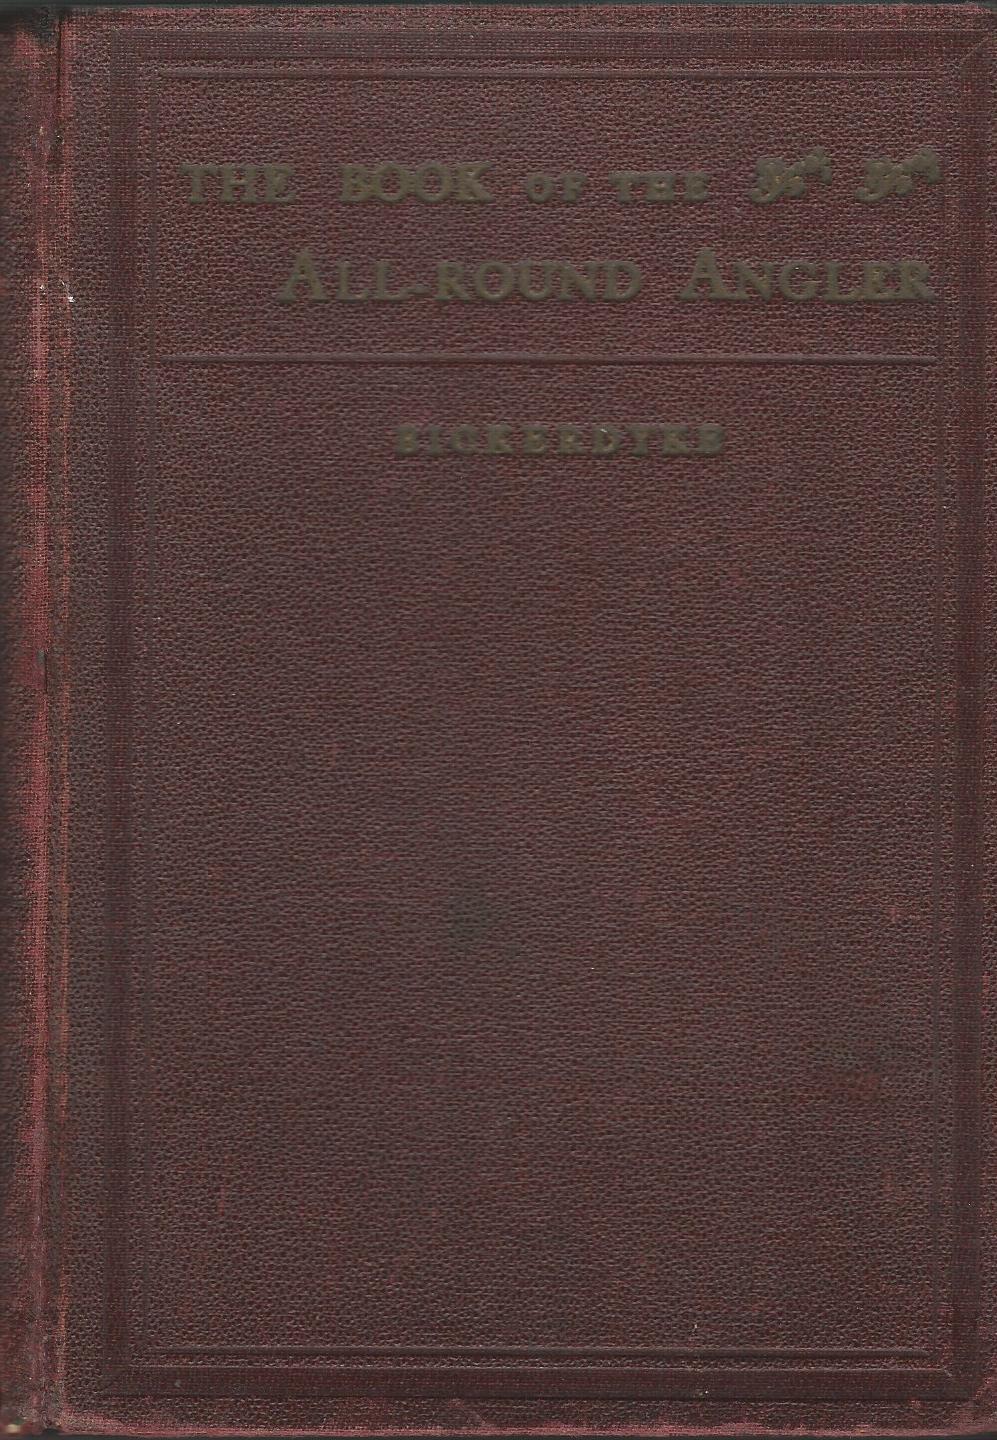 THE BOOK OF THE
ALL-ROUND ANGLER
BICKERDYKE